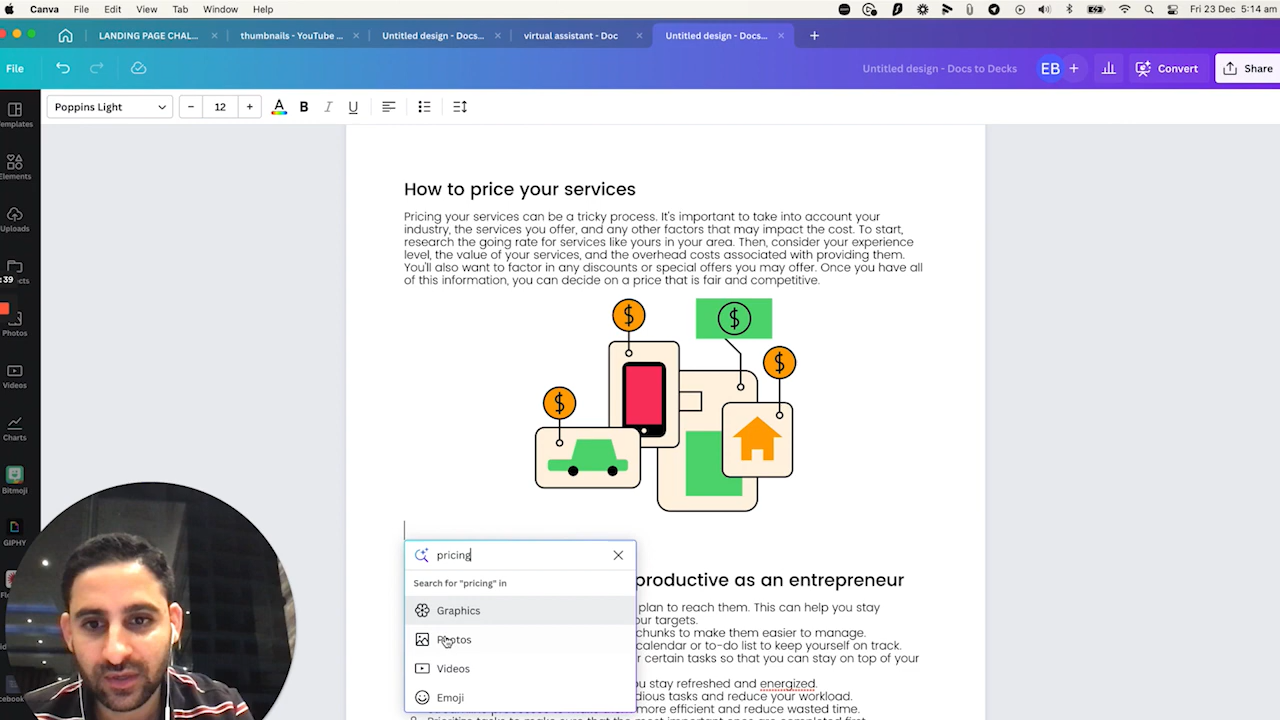 Canva File Edit View Tab Window Help Fri 23 Dec 5:14 am
LANDING PAGE CHAL... thumbnails - YouTube ... Untitled design - Docs... virtual assistant - Doc Untitled design - Docs...
File Untitled design - Docs to Decks EB Convert Share
Poppins Light 12 A B I U
Templates
Elements
Uploads
:39
Photos
Videos
Charts
Bitmoji
GIPHY
How to price your services
Pricing your services can be a tricky process. It's important to take into account your
industry, the services you offer, and any other factors that may impact the cost. To start,
research the going rate for services like yours in your area. Then, consider your experience
level, the value of your services, and the overhead costs associated with providing them.
You'll also want to factor in any discounts or special offers you may offer. Once you have all
of this information, you can decide on a price that is fair and competitive.
$ $
$
$
pricing
Search for "pricing" in
Graphics
Photos
Videos
Emoji
productive as an entrepreneur
plan to reach them. This can help you stay
our targets.
chunks to make them easier to manage.
calendar or to-do list to keep yourself on track.
certain tasks so that you can stay on top of your
you stay refreshed and energized.
dious tasks and reduce your workload.
more efficient and reduce wasted time.